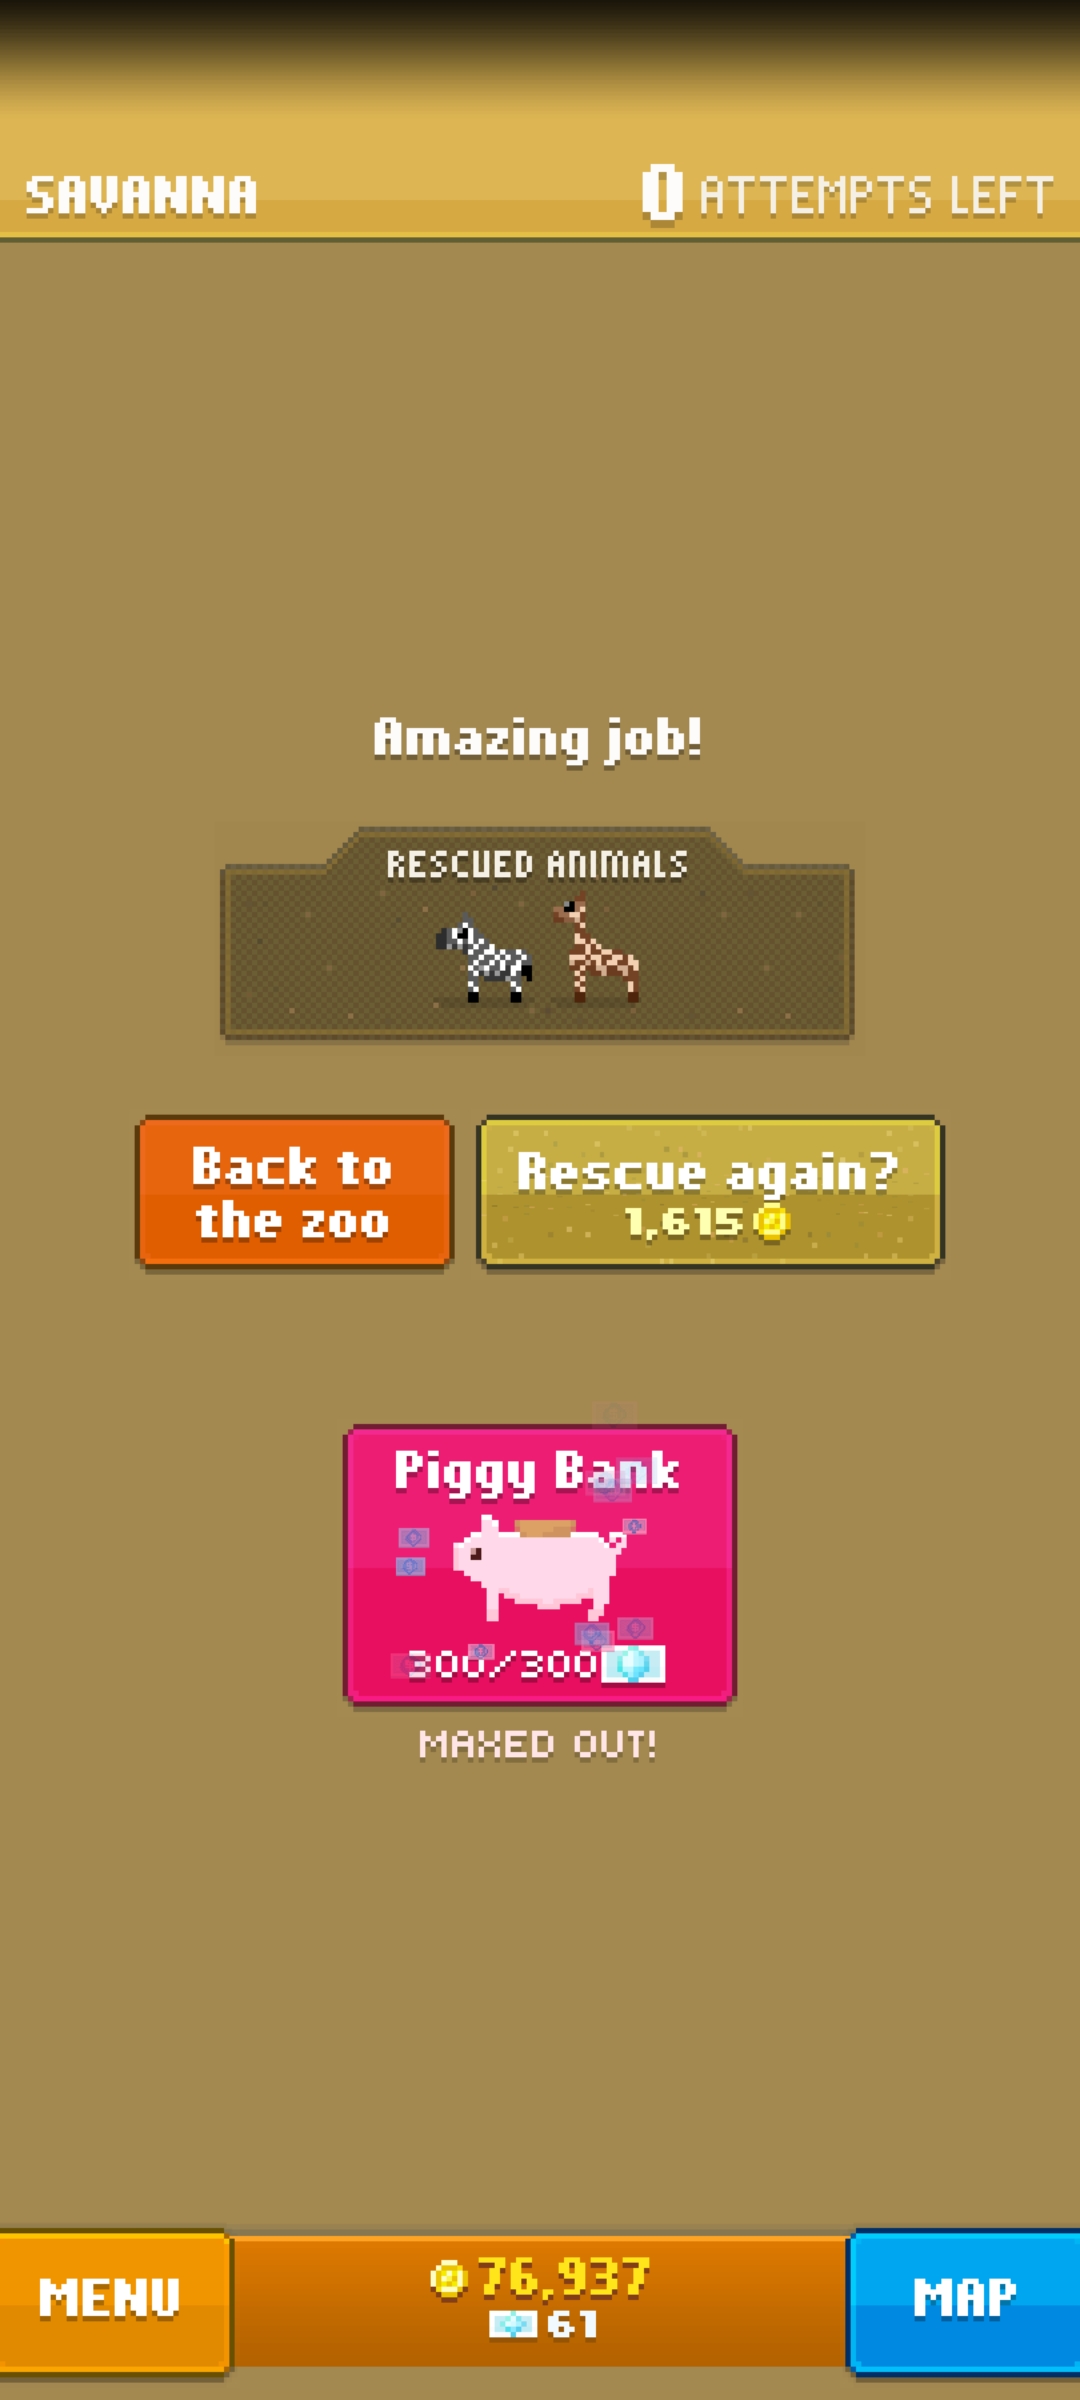 SAVANNA
0 ATTEMPTS LEFT
Amazing job!
RESCUED ANIMALS
Back to
the zoo
Rescue again?
1,615
Piggy Bank
300/300
MAXED OUT!
MENU
76,937
61
MAP